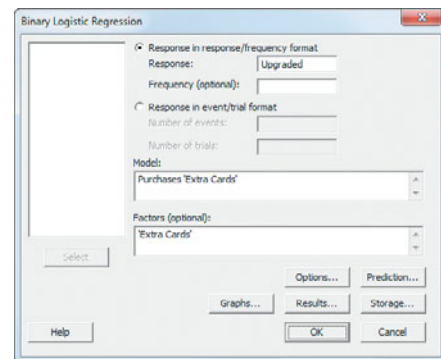 Binary Logistic Regression
Response in response/frequency format
Response: Upgraded
Frequency (optional):
Response in event/trial format
Number of events:
Number of trials:
Model:
Purchases 'Extra Cards'
Factors (optional):
'Extra Cards'
Select
Options... Prediction...
Graphs... Results... Storage...
Help OK Cancel